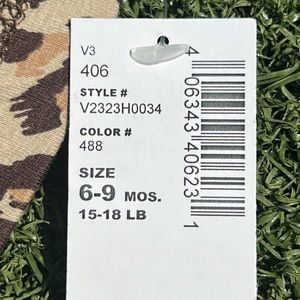 V3
406
STYLE #
V2323H0034
COLOR #
488
SIZE
6-9 MOS.
15-18 LB
4 06343 40623 1